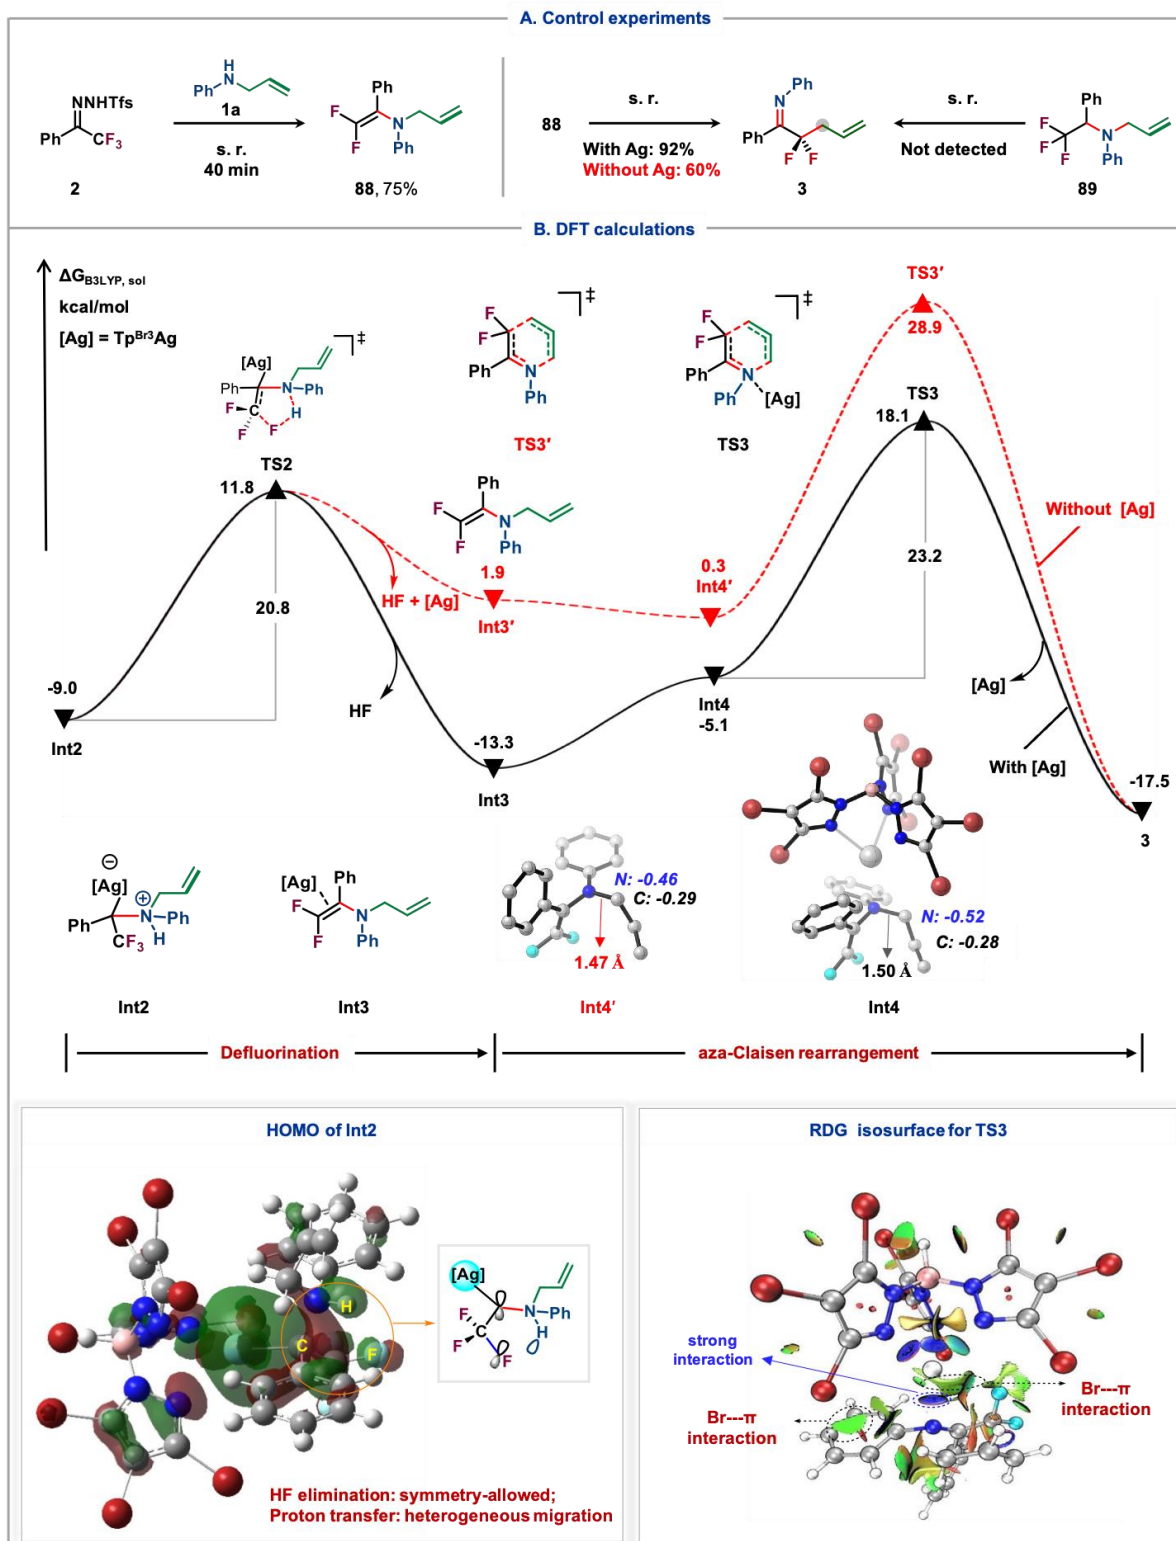 A. Control experiments
NNHTfs
Ph
CF3
2
H
N
Ph
1a
s. r.
40 min
Ph
F
F
N
Ph
88, 75%
88
s. r.
With Ag: 92%
Without Ag: 60%
N
Ph
Ph
F
F
3
s. r.
Not detected
Ph
F
F
F
N
Ph
89
B. DFT calculations
ΔG B3LYP, sol
kcal/mol
[Ag] = TpBr3Ag
‡
[Ag]
Ph
N
Ph
F
C
H
F
F
TS2
11.8
‡
F
F
Ph
N
Ph
TS3′
‡
F
F
Ph
N
Ph
[Ag]
TS3
TS3′
28.9
TS3
18.1
Ph
F
F
N
Ph
1.9
Int3′
HF + [Ag]
0.3
Int4′
Without [Ag]
23.2
20.8
-9.0
Int2
HF
-13.3
Int3
Int4
-5.1
[Ag]
With [Ag]
-17.5
3
⊖
[Ag]
⊕
Ph
N
Ph
CF3
H
Int2
[Ag]
Ph
F
F
N
Ph
Int3
N: -0.46
C: -0.29
1.47 Å
Int4′
N: -0.52
C: -0.28
1.50 Å
Int4
Defluorination
aza-Claisen rearrangement
HOMO of Int2
H
C
F
[Ag]
F
N
Ph
C
H
F
F
HF elimination: symmetry-allowed;
Proton transfer: heterogeneous migration
RDG isosurface for TS3
strong
interaction
Br---π
interaction
Br---π
interaction